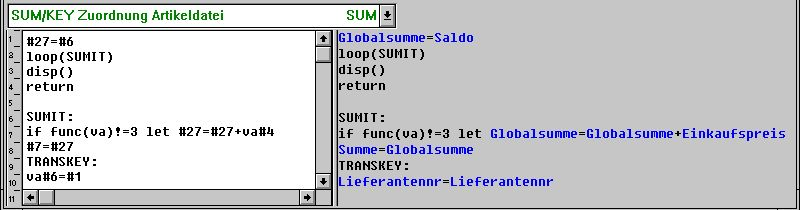 SUM/KEY Zuordnung Artikeldatei SUM
1
2
3
4
5
6
7
8
9
10
11
#27=#6
loop(SUMIT)
disp()
return
SUMIT:
if func(va)!=3 let #27=#27+va#4
#7=#27
TRANSKEY:
va#6=#1
Globalsumme=Saldo
loop(SUMIT)
disp()
return
SUMIT:
if func(va)!=3 let Globalsumme=Globalsumme+Einkaufspreis
Summe=Globalsumme
TRANSKEY:
Lieferantennr=Lieferantennr